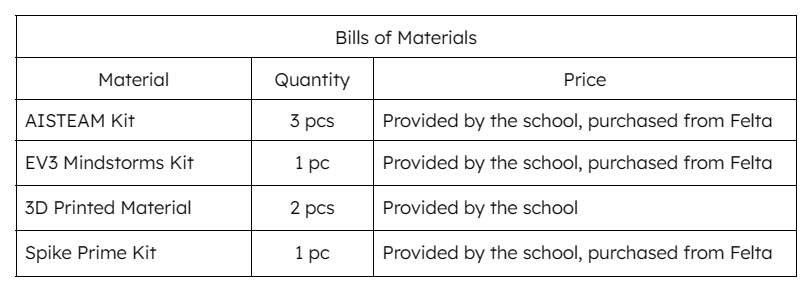 Bills of Materials
Material Quantity Price
AISTEAM Kit 3 pcs Provided by the school, purchased from Felta
EV3 Mindstorms Kit 1 pc Provided by the school, purchased from Felta
3D Printed Material 2 pcs Provided by the school
Spike Prime Kit 1 pc Provided by the school, purchased from Felta